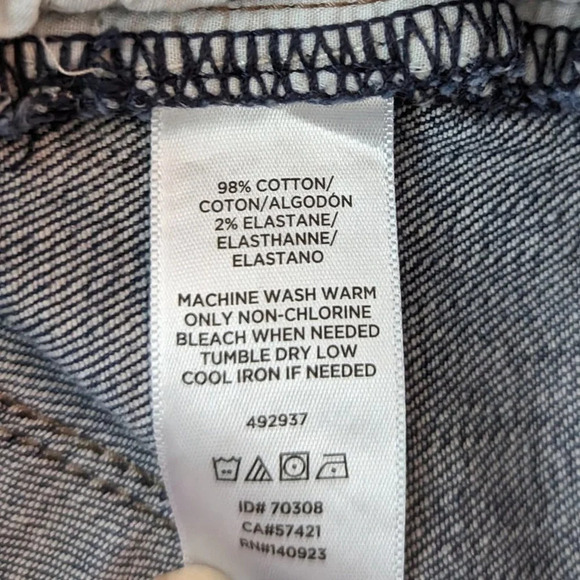 98% COTTON/
COTON/ALGODÓN
2% ELASTANE/
ELASTHANNE/
ELASTANO
MACHINE WASH WARM
ONLY NON-CHLORINE
BLEACH WHEN NEEDED
TUMBLE DRY LOW
COOL IRON IF NEEDED
492937
ID# 70308
CA#57421
RN#140923